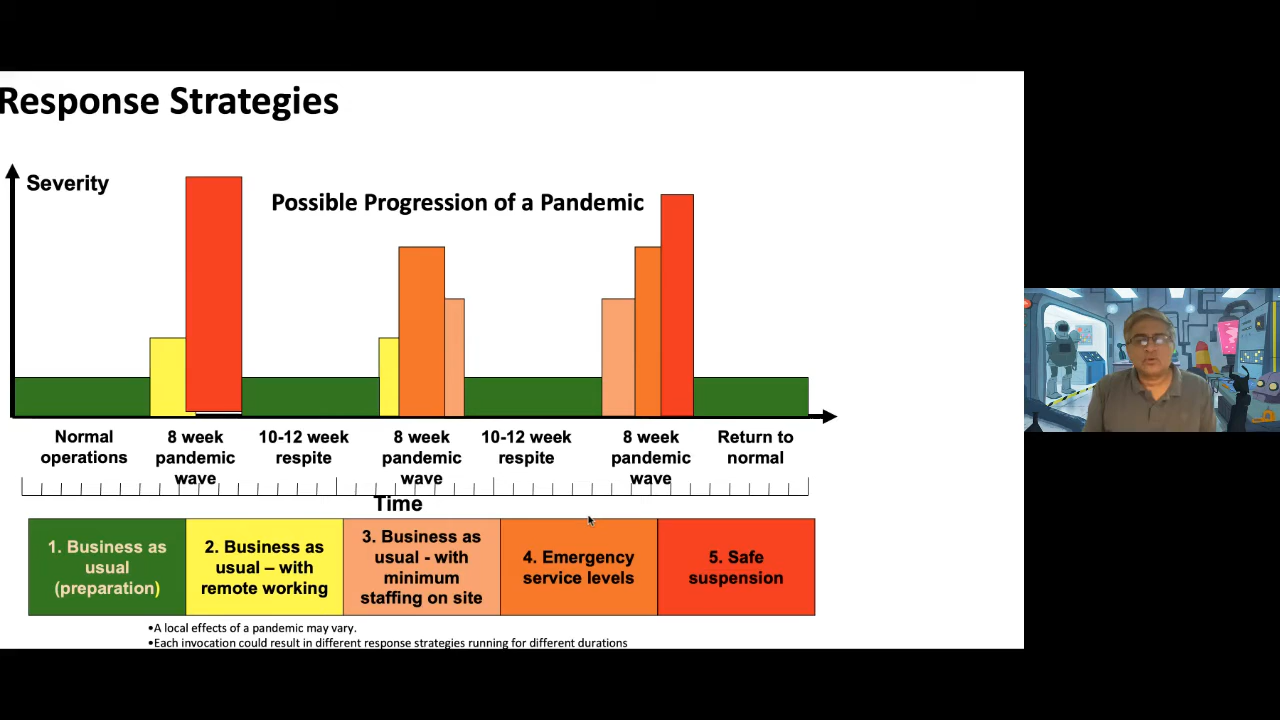 Response Strategies
Severity
Possible Progression of a Pandemic
Normal
operations
8 week
pandemic
wave
10-12 week
respite
8 week
pandemic
wave
10-12 week
respite
8 week
pandemic
wave
Return to
normal
Time
1. Business as
usual
(preparation)
2. Business as
usual – with
remote working
3. Business as
usual - with
minimum
staffing on site
4. Emergency
service levels
5. Safe
suspension
•A local effects of a pandemic may vary.
•Each invocation could result in different response strategies running for different durations